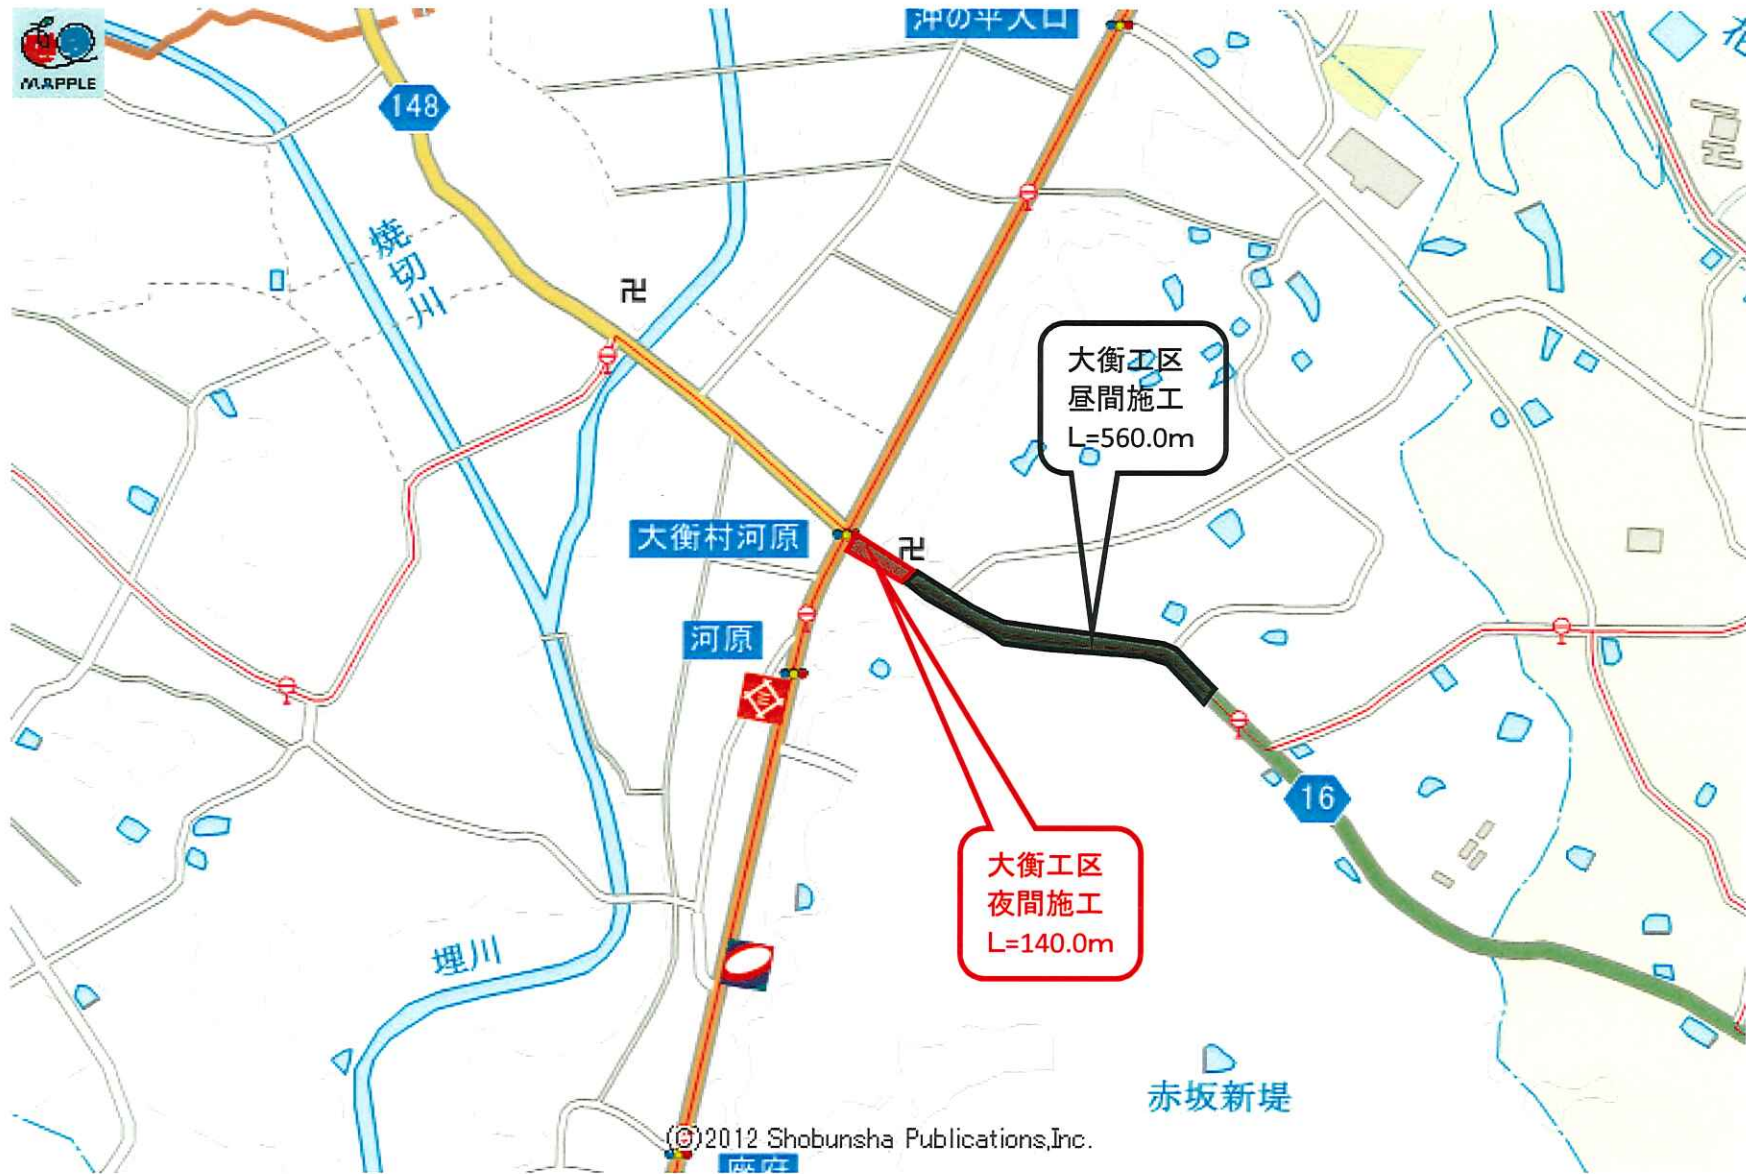 沖の平入口
MAPPLE
148
焼切川
大衡工区
昼間施工
L=560.0m
大衡村河原
河原
16
大衡工区
夜間施工
L=140.0m
埋川
赤坂新堤
(C)2012 Shobunsha Publications,Inc.